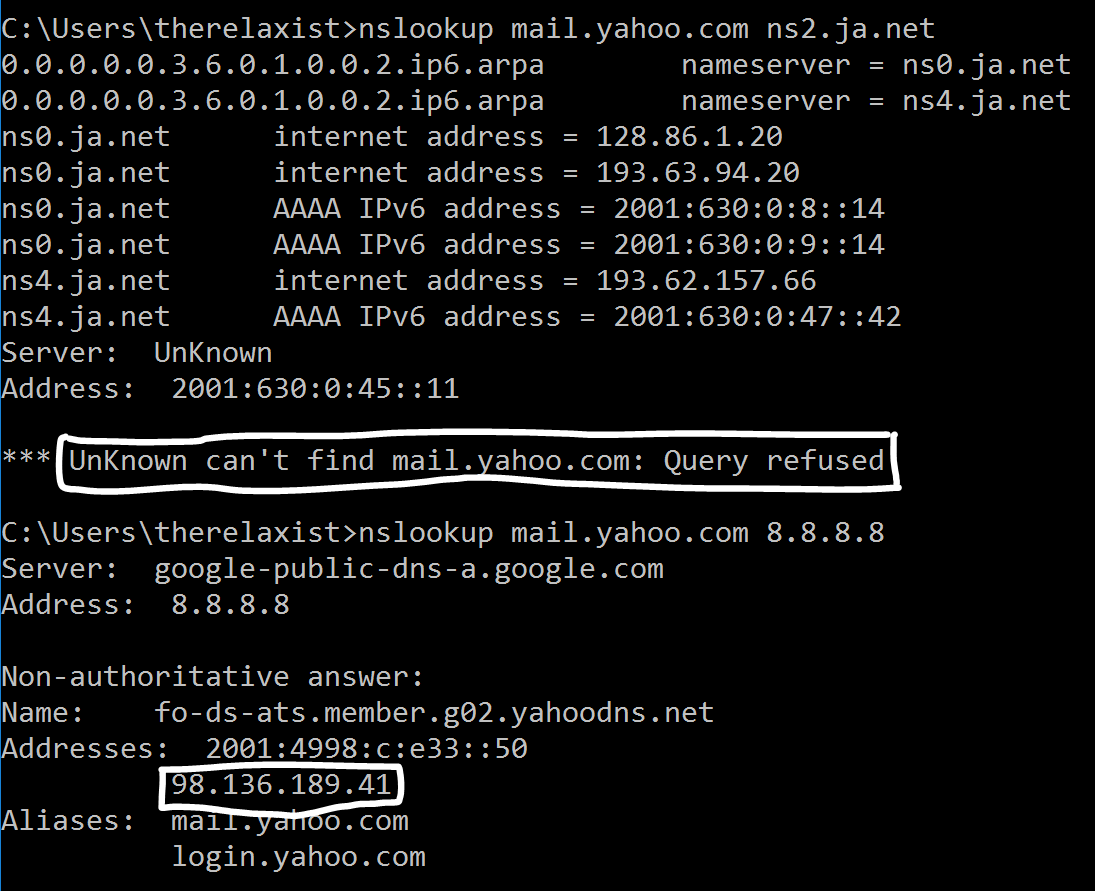 C:\Users\therelaxist>nslookup mail.yahoo.com ns2.ja.net
0.0.0.0.0.3.6.0.1.0.0.2.ip6.arpa        nameserver = ns0.ja.net
0.0.0.0.0.3.6.0.1.0.0.2.ip6.arpa        nameserver = ns4.ja.net
ns0.ja.net      internet address = 128.86.1.20
ns0.ja.net      internet address = 193.63.94.20
ns0.ja.net      AAAA IPv6 address = 2001:630:0:8::14
ns0.ja.net      AAAA IPv6 address = 2001:630:0:9::14
ns4.ja.net      internet address = 193.62.157.66
ns4.ja.net      AAAA IPv6 address = 2001:630:0:47::42
Server:  UnKnown
Address:  2001:630:0:45::11
*** UnKnown can't find mail.yahoo.com: Query refused
C:\Users\therelaxist>nslookup mail.yahoo.com 8.8.8.8
Server:  google-public-dns-a.google.com
Address:  8.8.8.8
Non-authoritative answer:
Name:    fo-ds-ats.member.g02.yahoodns.net
Addresses:  2001:4998:c:e33::50
98.136.189.41
Aliases:  mail.yahoo.com
login.yahoo.com